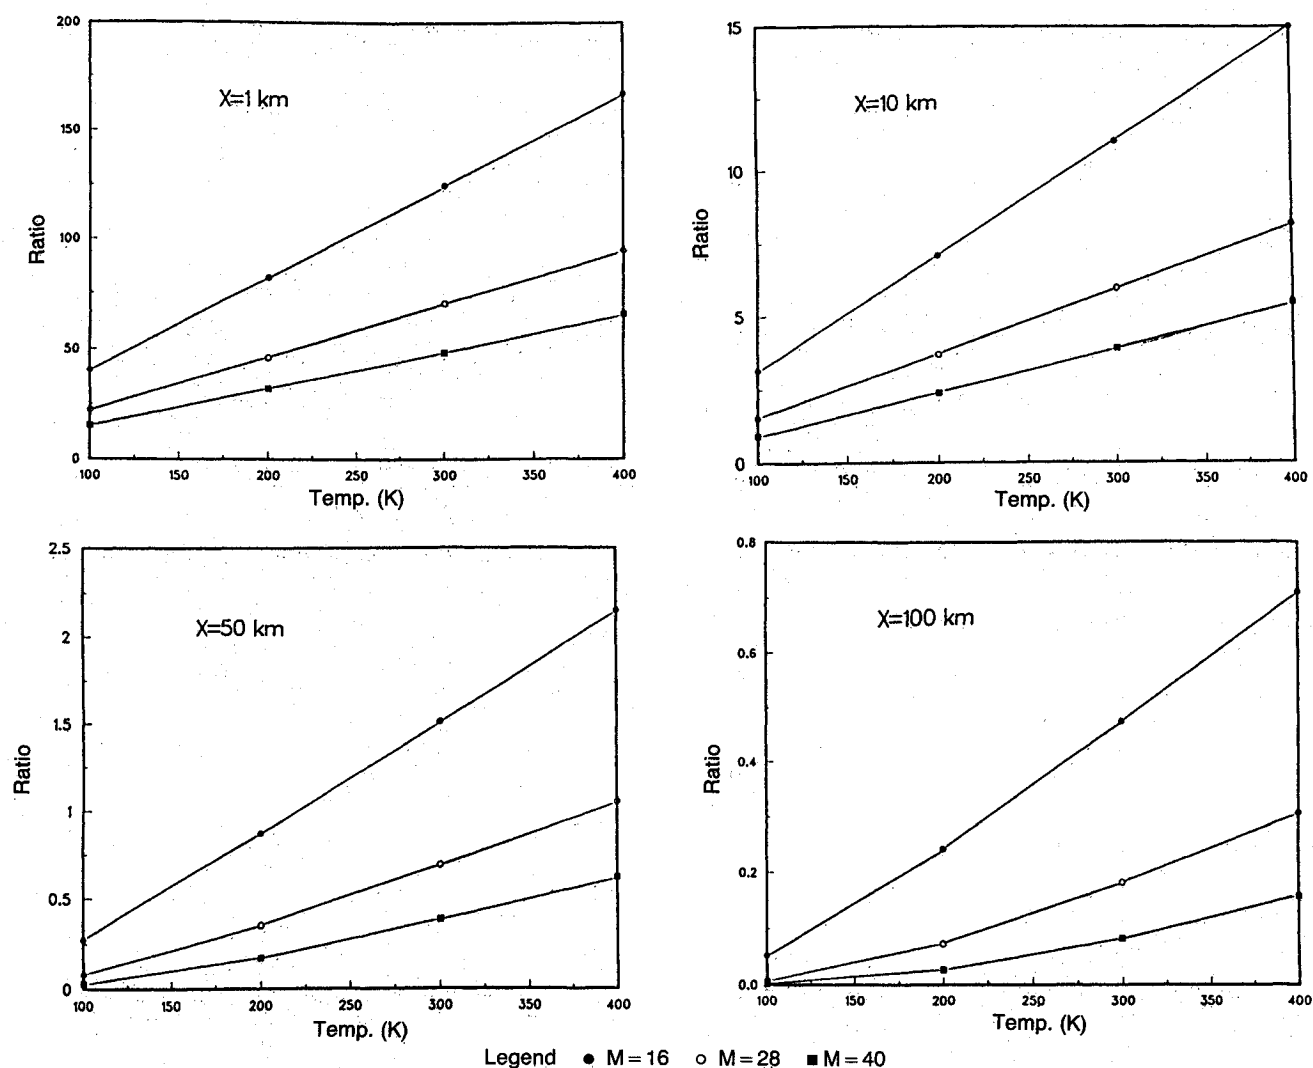 200
150
100
50
0
Ratio
X=1 km
100 150 200 250 300 350 400
Temp. (K)
15
10
5
0
Ratio
X=10 km
100 150 200 250 300 350 400
Temp. (K)
2.5
2
1.5
1
0.5
0
Ratio
X=50 km
100 150 200 250 300 350 400
Temp. (K)
0.8
0.6
0.4
0.2
0.0
Ratio
X=100 km
100 150 200 250 300 350 400
Temp. (K)
Legend ● M=16 ○ M=28 ■ M=40